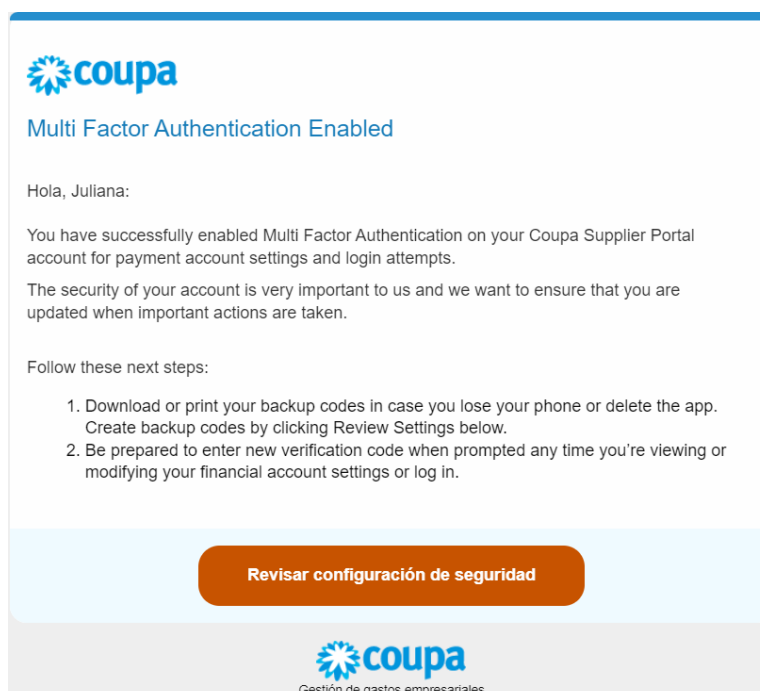 coupa
Multi Factor Authentication Enabled
Hola, Juliana:
You have successfully enabled Multi Factor Authentication on your Coupa Supplier Portal
account for payment account settings and login attempts.
The security of your account is very important to us and we want to ensure that you are
updated when important actions are taken.
Follow these next steps:
1. Download or print your backup codes in case you lose your phone or delete the app.
Create backup codes by clicking Review Settings below.
2. Be prepared to enter new verification code when prompted any time you’re viewing or
modifying your financial account settings or log in.
Revisar configuración de seguridad
coupa
Gestión de gastos empresariales